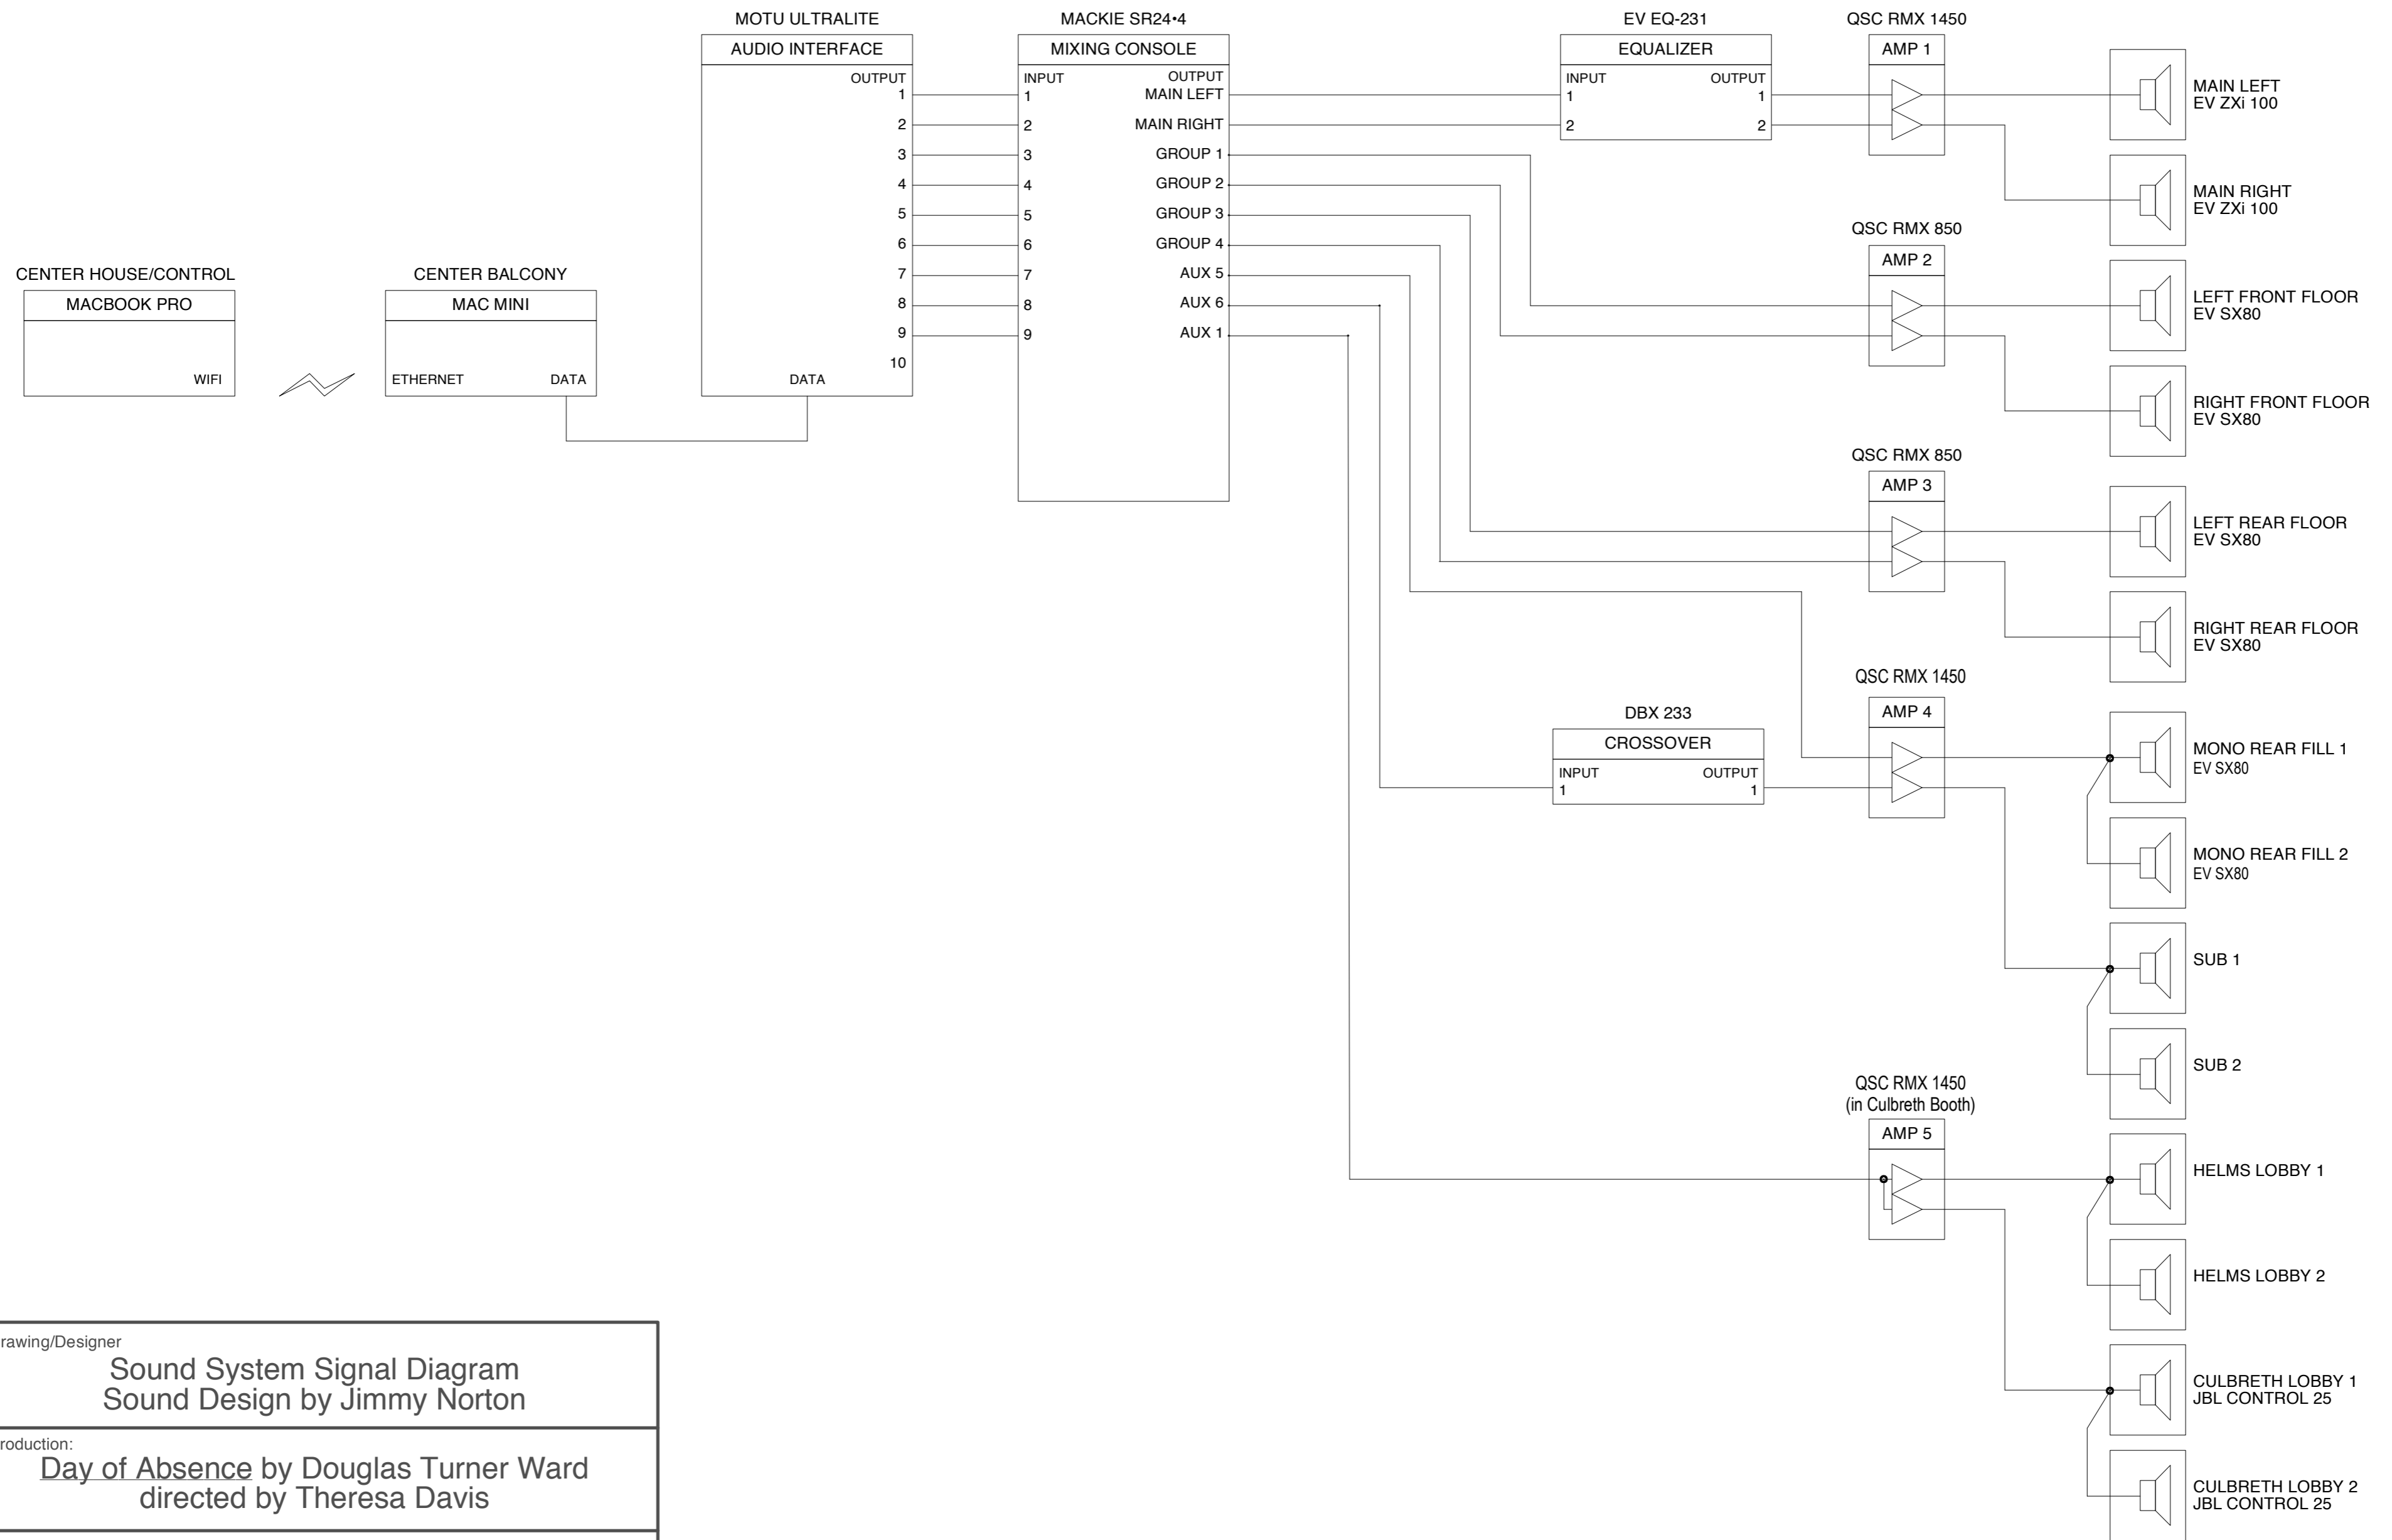 CENTER HOUSE/CONTROL
MACBOOK PRO
WIFI
CENTER BALCONY
MAC MINI
ETHERNET DATA
MOTU ULTRALITE
AUDIO INTERFACE
OUTPUT
1
2
3
4
5
6
7
8
9
10
DATA
MACKIE SR24•4
MIXING CONSOLE
INPUT OUTPUT
1 MAIN LEFT
2 MAIN RIGHT
3 GROUP 1
4 GROUP 2
5 GROUP 3
6 GROUP 4
7 AUX 5
8 AUX 6
9 AUX 1
EV EQ-231
EQUALIZER
INPUT OUTPUT
1 1
2 2
DBX 233
CROSSOVER
INPUT OUTPUT
1 1
QSC RMX 1450
AMP 1
QSC RMX 850
AMP 2
QSC RMX 850
AMP 3
QSC RMX 1450
AMP 4
QSC RMX 1450
(in Culbreth Booth)
AMP 5
MAIN LEFT
EV ZXi 100
MAIN RIGHT
EV ZXi 100
LEFT FRONT FLOOR
EV SX80
RIGHT FRONT FLOOR
EV SX80
LEFT REAR FLOOR
EV SX80
RIGHT REAR FLOOR
EV SX80
MONO REAR FILL 1
EV SX80
MONO REAR FILL 2
EV SX80
SUB 1
SUB 2
HELMS LOBBY 1
HELMS LOBBY 2
CULBRETH LOBBY 1
JBL CONTROL 25
CULBRETH LOBBY 2
JBL CONTROL 25
rawing/Designer
Sound System Signal Diagram
Sound Design by Jimmy Norton
roduction:
Day of Absence by Douglas Turner Ward
directed by Theresa Davis